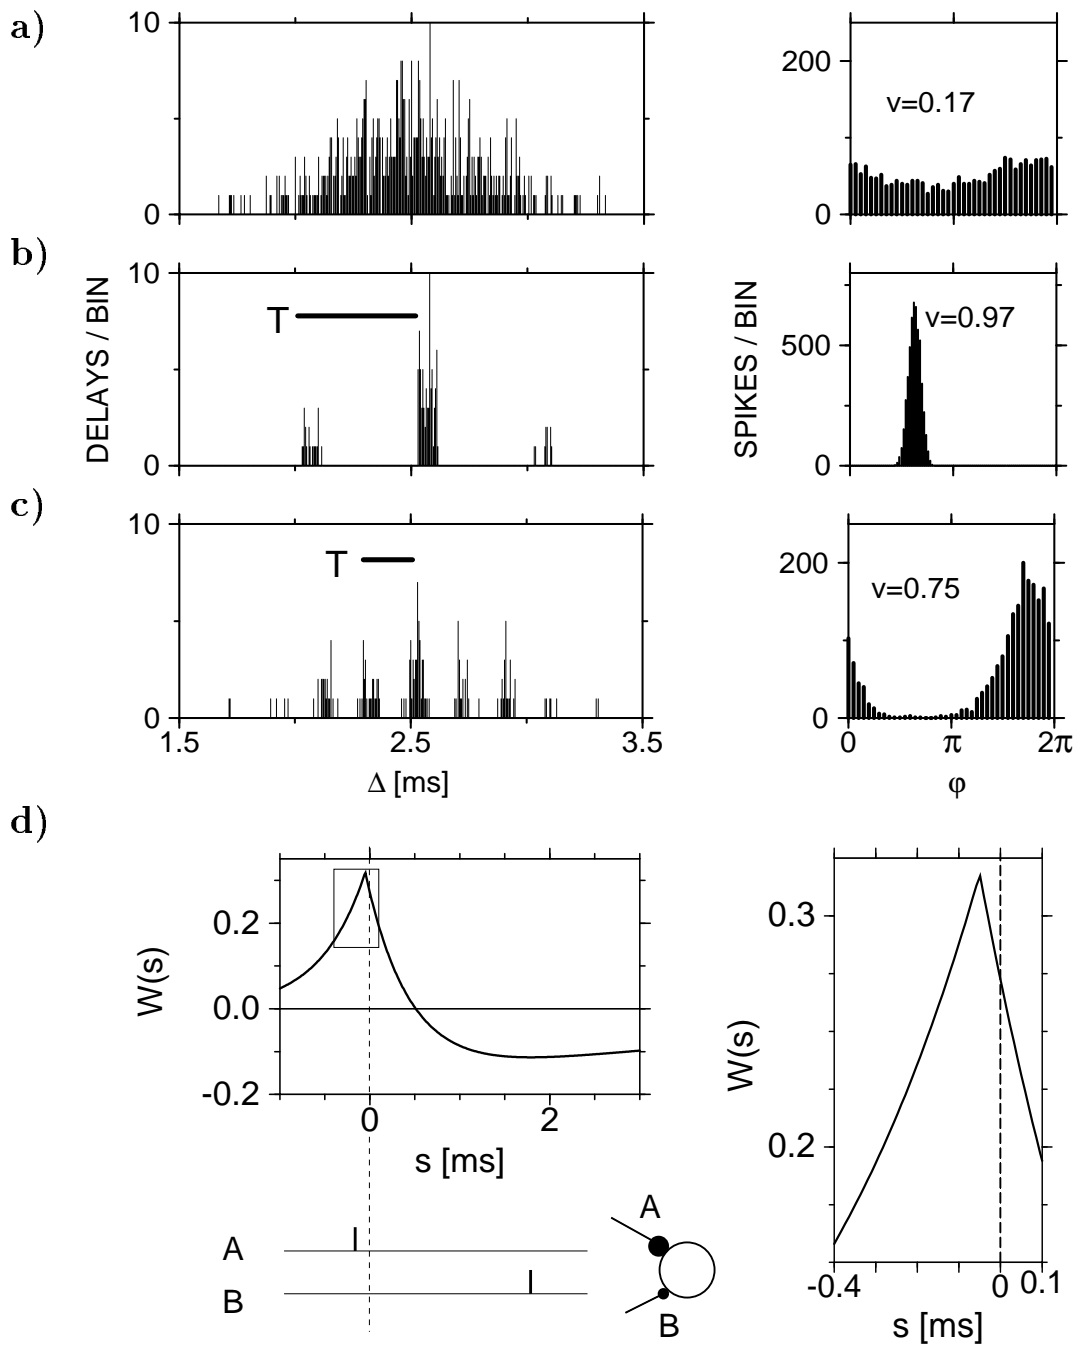 a)
10
0
200
0
v=0.17
b)
DELAYS / BIN
10
0
T
SPIKES / BIN
500
0
v=0.97
c)
10
0
T
1.5
2.5
3.5
Δ [ms]
200
0
v=0.75
0
π
2π
φ
d)
W(s)
0.2
0.0
-0.2
0
2
s [ms]
A
B
A
B
W(s)
0.3
0.2
-0.4
0
0.1
s [ms]